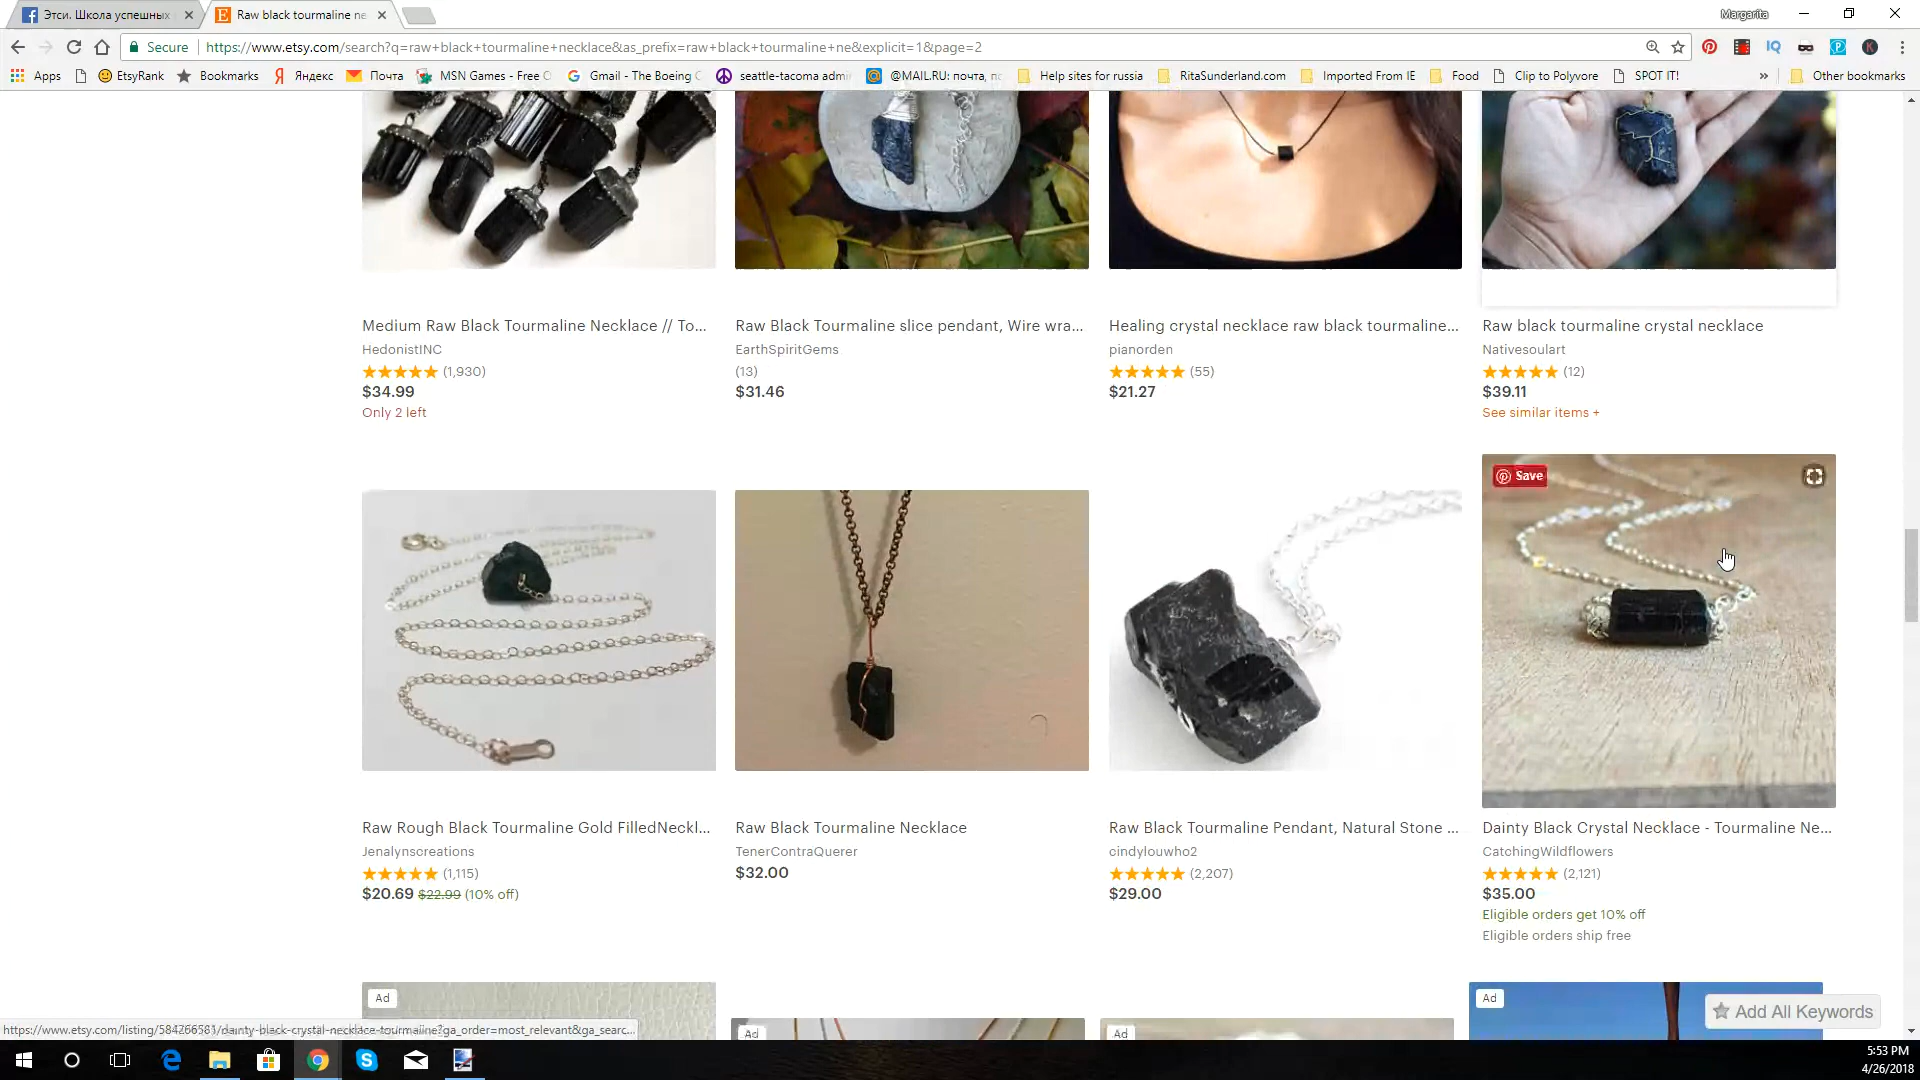 Этси. Школа успешных
Raw black tourmaline ne
Margarita
Secure
https://www.etsy.com/search?q=raw+black+tourmaline+necklace&as_prefix=raw+black+tourmaline+ne&explicit=1&page=2
Apps
EtsyRank
Bookmarks
Яндекс
Почта
MSN Games - Free C
Gmail - The Boeing C
seattle-tacoma admi
@MAIL.RU: почта, по
Help sites for russia
RitaSunderland.com
Imported From IE
Food
Clip to Polyvore
SPOT IT!
»
Other bookmarks
Medium Raw Black Tourmaline Necklace // To...
HedonistINC
(1,930)
$34.99
Only 2 left
Raw Black Tourmaline slice pendant, Wire wra...
EarthSpiritGems
(13)
$31.46
Healing crystal necklace raw black tourmaline...
pianorden
(55)
$21.27
Raw black tourmaline crystal necklace
Nativesoulart
(12)
$39.11
See similar items +
Save
Raw Rough Black Tourmaline Gold FilledNeckl...
Jenalynscreations
(1,115)
$20.69 $22.99 (10% off)
Raw Black Tourmaline Necklace
TenerContraQuerer
$32.00
Raw Black Tourmaline Pendant, Natural Stone ...
cindylouwho2
(2,207)
$29.00
Dainty Black Crystal Necklace - Tourmaline Ne...
CatchingWildflowers
(2,121)
$35.00
Eligible orders get 10% off
Eligible orders ship free
Ad
Ad
Ad
Ad
Add All Keywords
https://www.etsy.com/listing/584266581/dainty-black-crystal-necklace-tourmaline?ga_order=most_relevant&ga_searc...
5:53 PM
4/26/2018